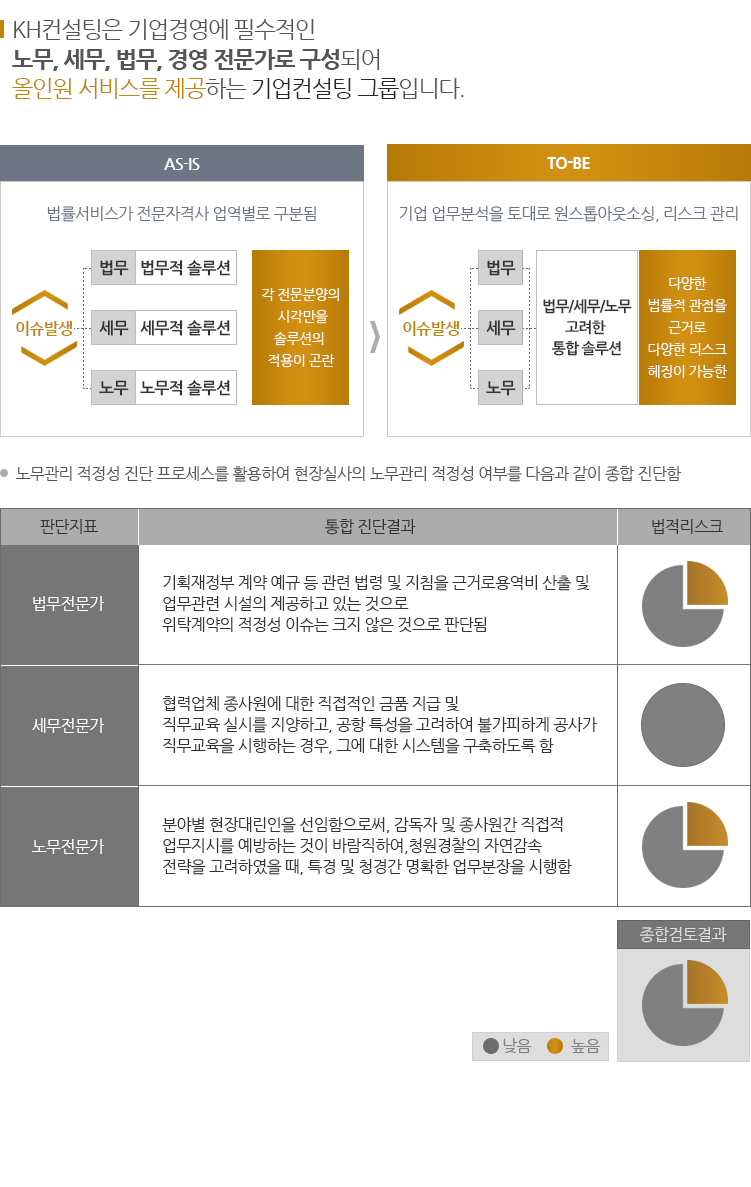 KH컨설팅은 기업경영에 필수적인
노무, 세무, 법무, 경영 전문가로 구성되어
올인원 서비스를 제공하는 기업컨설팅 그룹입니다.
AS-IS
법률서비스가 전문자격사 업역별로 구분됨
이슈발생
법무 법무적 솔루션
세무 세무적 솔루션
노무 노무적 솔루션
각 전문분양의
시각만을
솔루션의
적용이 곤란
TO-BE
기업 업무분석을 토대로 원스톱아웃소싱, 리스크 관리
이슈발생
법무
세무
노무
법무/세무/노무
고려한
통합 솔루션
다양한
법률적 관점을
근거로
다양한 리스크
헤징이 가능한
노무관리 적정성 진단 프로세스를 활용하여 현장실사의 노무관리 적정성 여부를 다음과 같이 종합 진단함
판단지표 통합 진단결과 법적리스크
법무전문가
기획재정부 계약 예규 등 관련 법령 및 지침을 근거로용역비 산출 및
업무관련 시설의 제공하고 있는 것으로
위탁계약의 적정성 이슈는 크지 않은 것으로 판단됨
세무전문가
협력업체 종사원에 대한 직접적인 금품 지급 및
직무교육 실시를 지양하고, 공항 특성을 고려하여 불가피하게 공사가
직무교육을 시행하는 경우, 그에 대한 시스템을 구축하도록 함
노무전문가
분야별 현장대린인을 선임함으로써, 감독자 및 종사원간 직접적
업무지시를 예방하는 것이 바람직하여,청원경찰의 자연감속
전략을 고려하였을 때, 특경 및 청경간 명확한 업무분장을 시행함
종합검토결과
낮음 높음